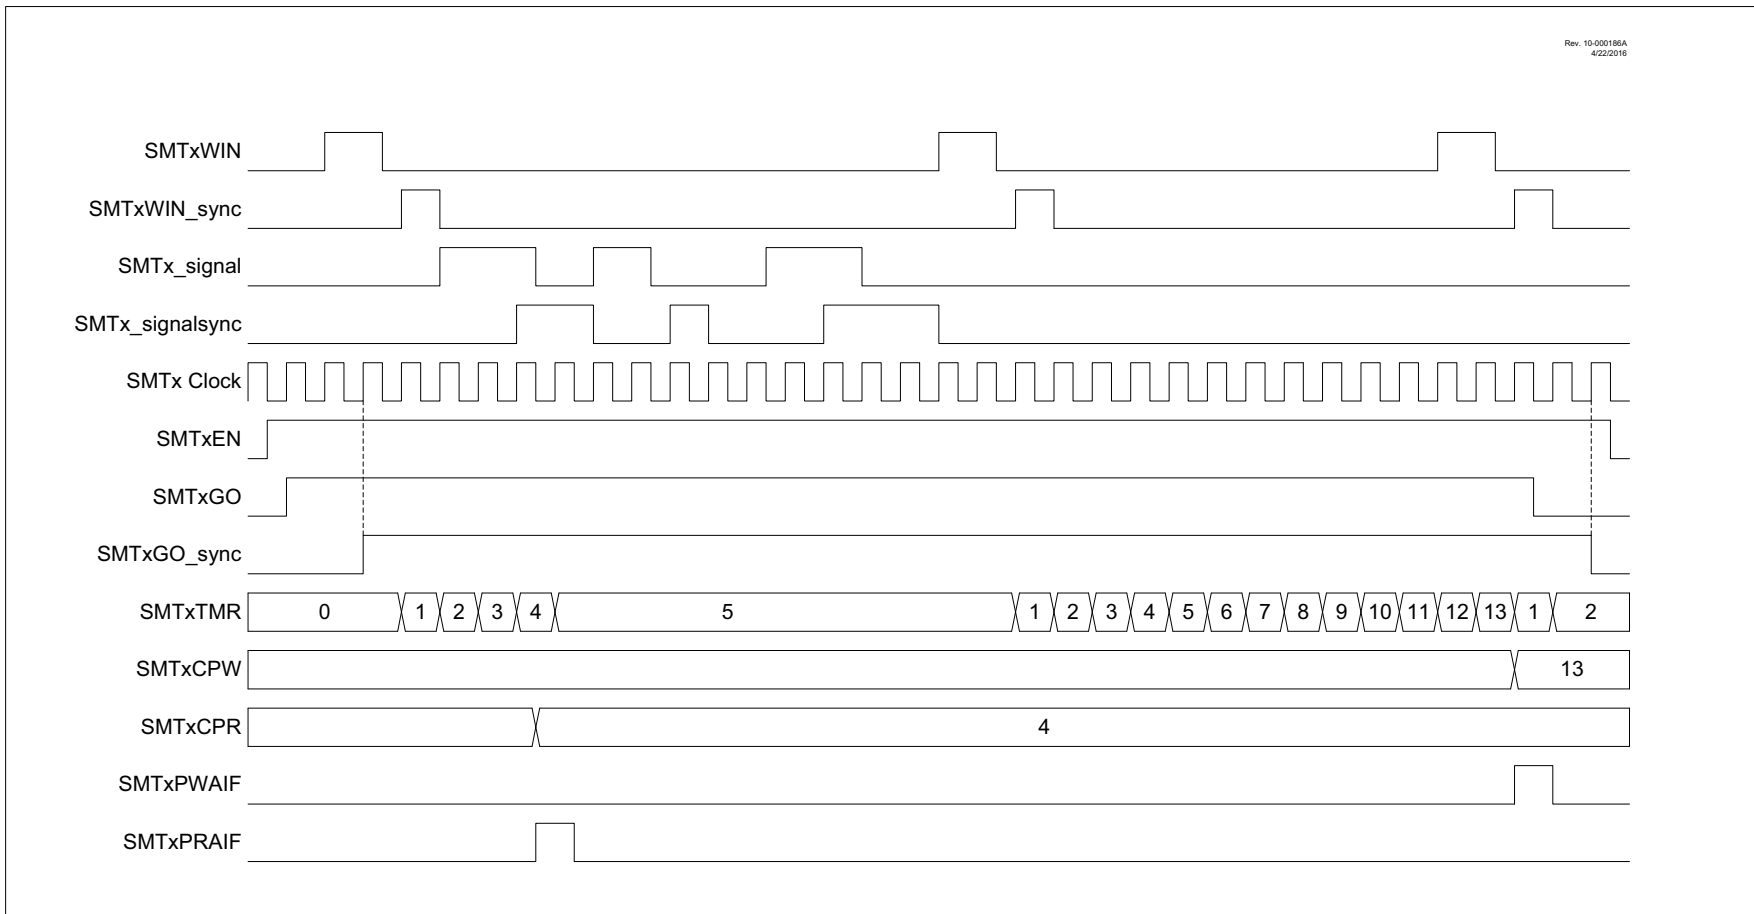 Rev. 10-000186A
4/22/2016
SMTxWIN
SMTxWIN_sync
SMTx_signal
SMTx_signalsync
SMTx Clock
SMTxEN
SMTxGO
SMTxGO_sync
SMTxTMR 0 1 2 3 4 5 1 2 3 4 5 6 7 8 9 10 11 12 13 1 2
SMTxCPW 13
SMTxCPR 4
SMTxPWAIF
SMTxPRAIF